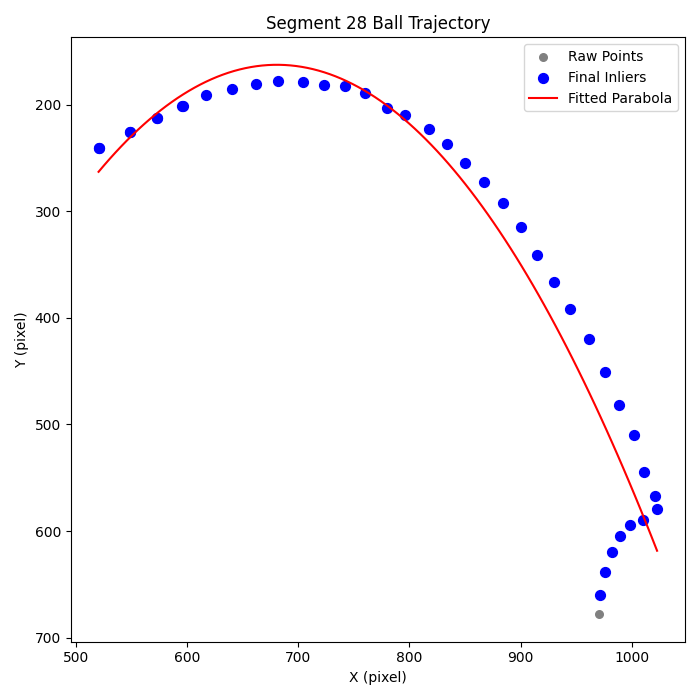 Segment 28 Ball Trajectory
Raw Points
Final Inliers
Fitted Parabola
200
300
400
500
600
700
Y (pixel)
500
600
700
800
900
1000
X (pixel)